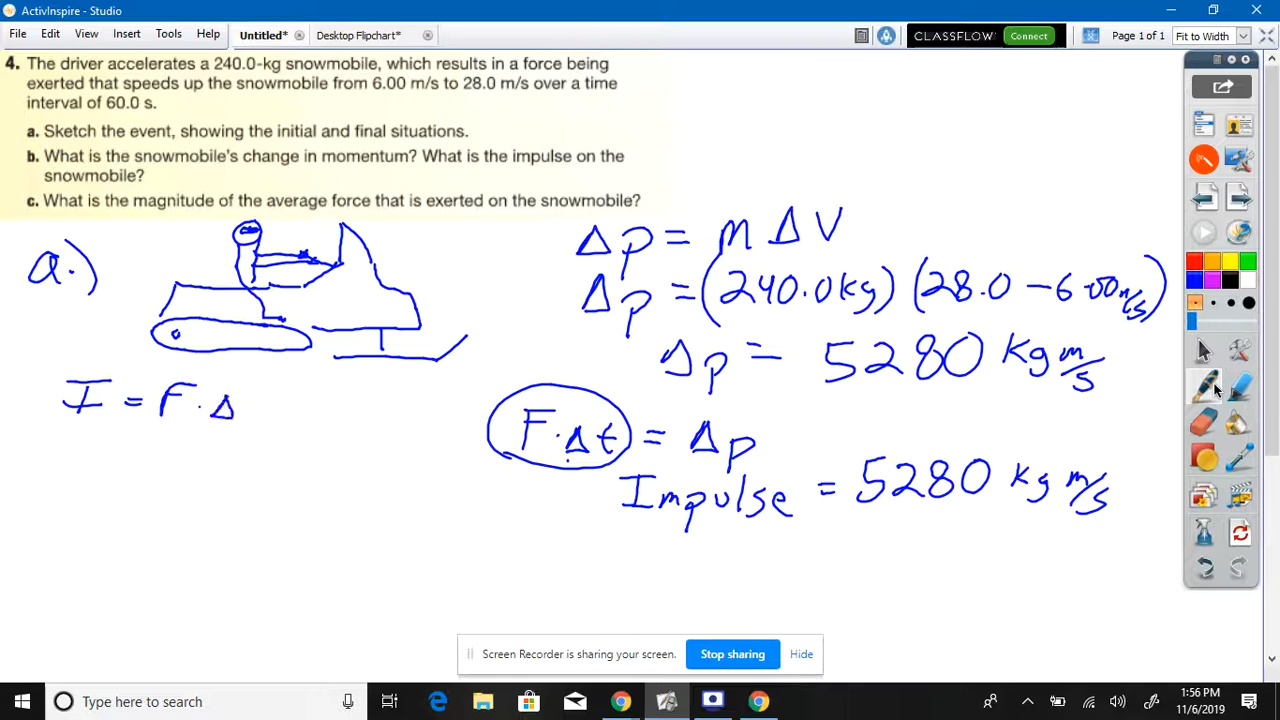 ActivInspire - Studio
File Edit View Insert Tools Help Untitled* Desktop Flipchart* CLASSFLOW Connect Page 1 of 1 Fit to Width
4. The driver accelerates a 240.0-kg snowmobile, which results in a force being
exerted that speeds up the snowmobile from 6.00 m/s to 28.0 m/s over a time
interval of 60.0 s.
a. Sketch the event, showing the initial and final situations.
b. What is the snowmobile's change in momentum? What is the impulse on the
snowmobile?
c. What is the magnitude of the average force that is exerted on the snowmobile?
a.)
Δp = m Δ V
Δp = (240.0kg) (28.0 - 6.00 m/s)
Δp = 5280 kg m/s
I = F · Δ
F · Δt = Δp
Impulse = 5280 kg m/s
Screen Recorder is sharing your screen. Stop sharing Hide
Type here to search
1:56 PM
11/6/2019